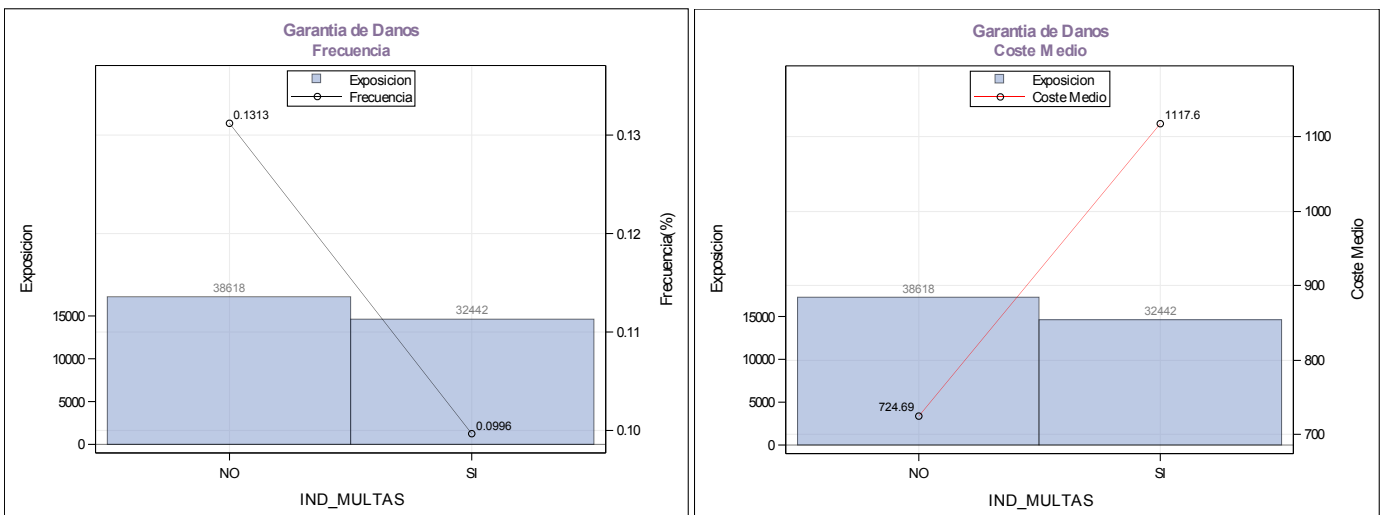 Garantia de Danos
Frecuencia
Exposicion
Frecuencia
0.1313
0.0996
38618
32442
Exposicion
15000
10000
5000
0
Frecuencia(%)
0.13
0.12
0.11
0.10
NO
SI
IND_MULTAS
Garantia de Danos
Coste Medio
Exposicion
Coste Medio
1117.6
724.69
38618
32442
Exposicion
15000
10000
5000
0
Coste Medio
1100
1000
900
800
700
NO
SI
IND_MULTAS